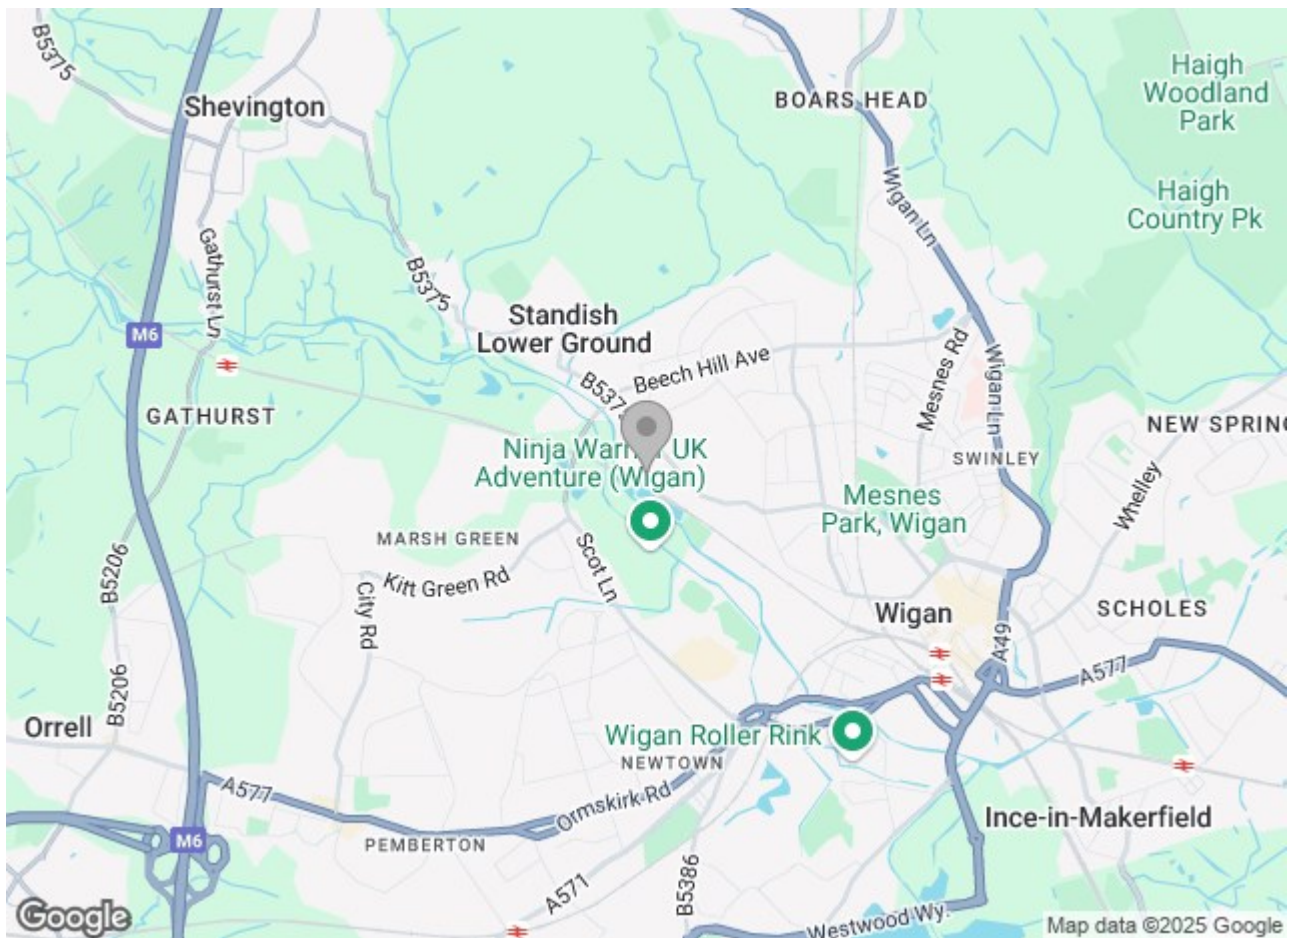 B5375
Shevington
BOARS HEAD
Haigh
Woodland
Park
Haigh
Country Pk
Wigan Ln
Gathurst Ln
B5375
M6
Standish
Lower Ground
Beech Hill Ave
Mesnes Rd
Wigan Ln
GATHURST
NEW SPRING
Ninja Warrior UK
Adventure (Wigan)
SWINLEY
Whelley
Mesnes
Park, Wigan
MARSH GREEN
Scot Ln
Kitt Green Rd
City Rd
B5206
Wigan
SCHOLES
A49
A577
B5206
Orrell
Wigan Roller Rink
NEWTOWN
A577
Ormskirk Rd
Ince-in-Makerfield
M6
PEMBERTON
A571
B5386
Westwood Wy.
Google
Map data ©2025 Google